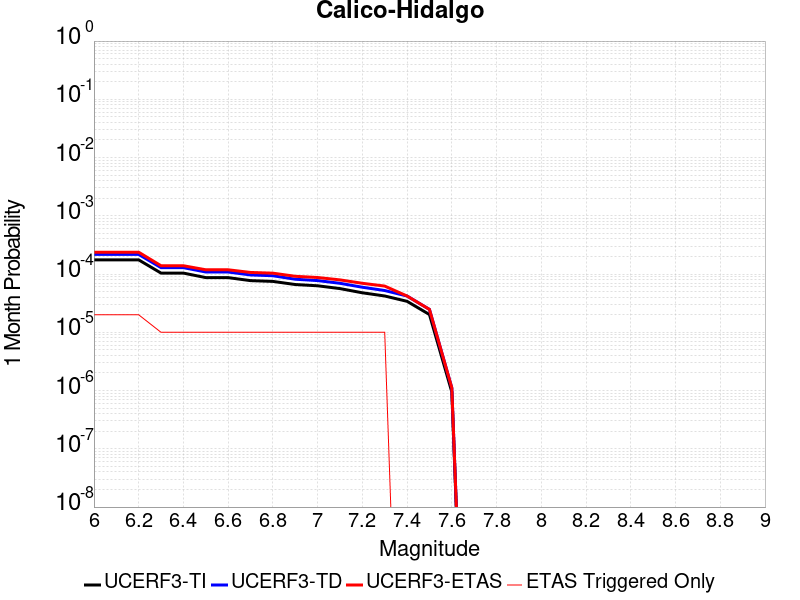 Calico-Hidalgo
10^0
10^-1
10^-2
10^-3
10^-4
10^-5
10^-6
10^-7
10^-8
1 Month Probability
6 6.2 6.4 6.6 6.8 7 7.2 7.4 7.6 7.8 8 8.2 8.4 8.6 8.8 9
Magnitude
UCERF3-TI UCERF3-TD UCERF3-ETAS ETAS Triggered Only